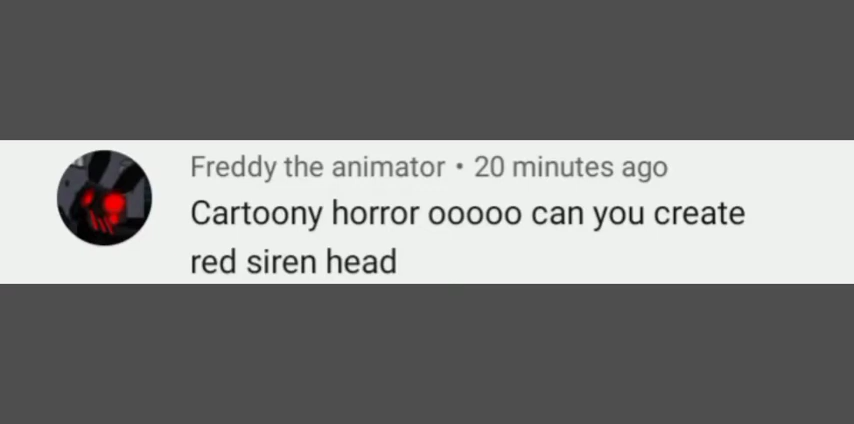 Freddy the animator • 20 minutes ago
Cartoony horror ooooo can you create
red siren head